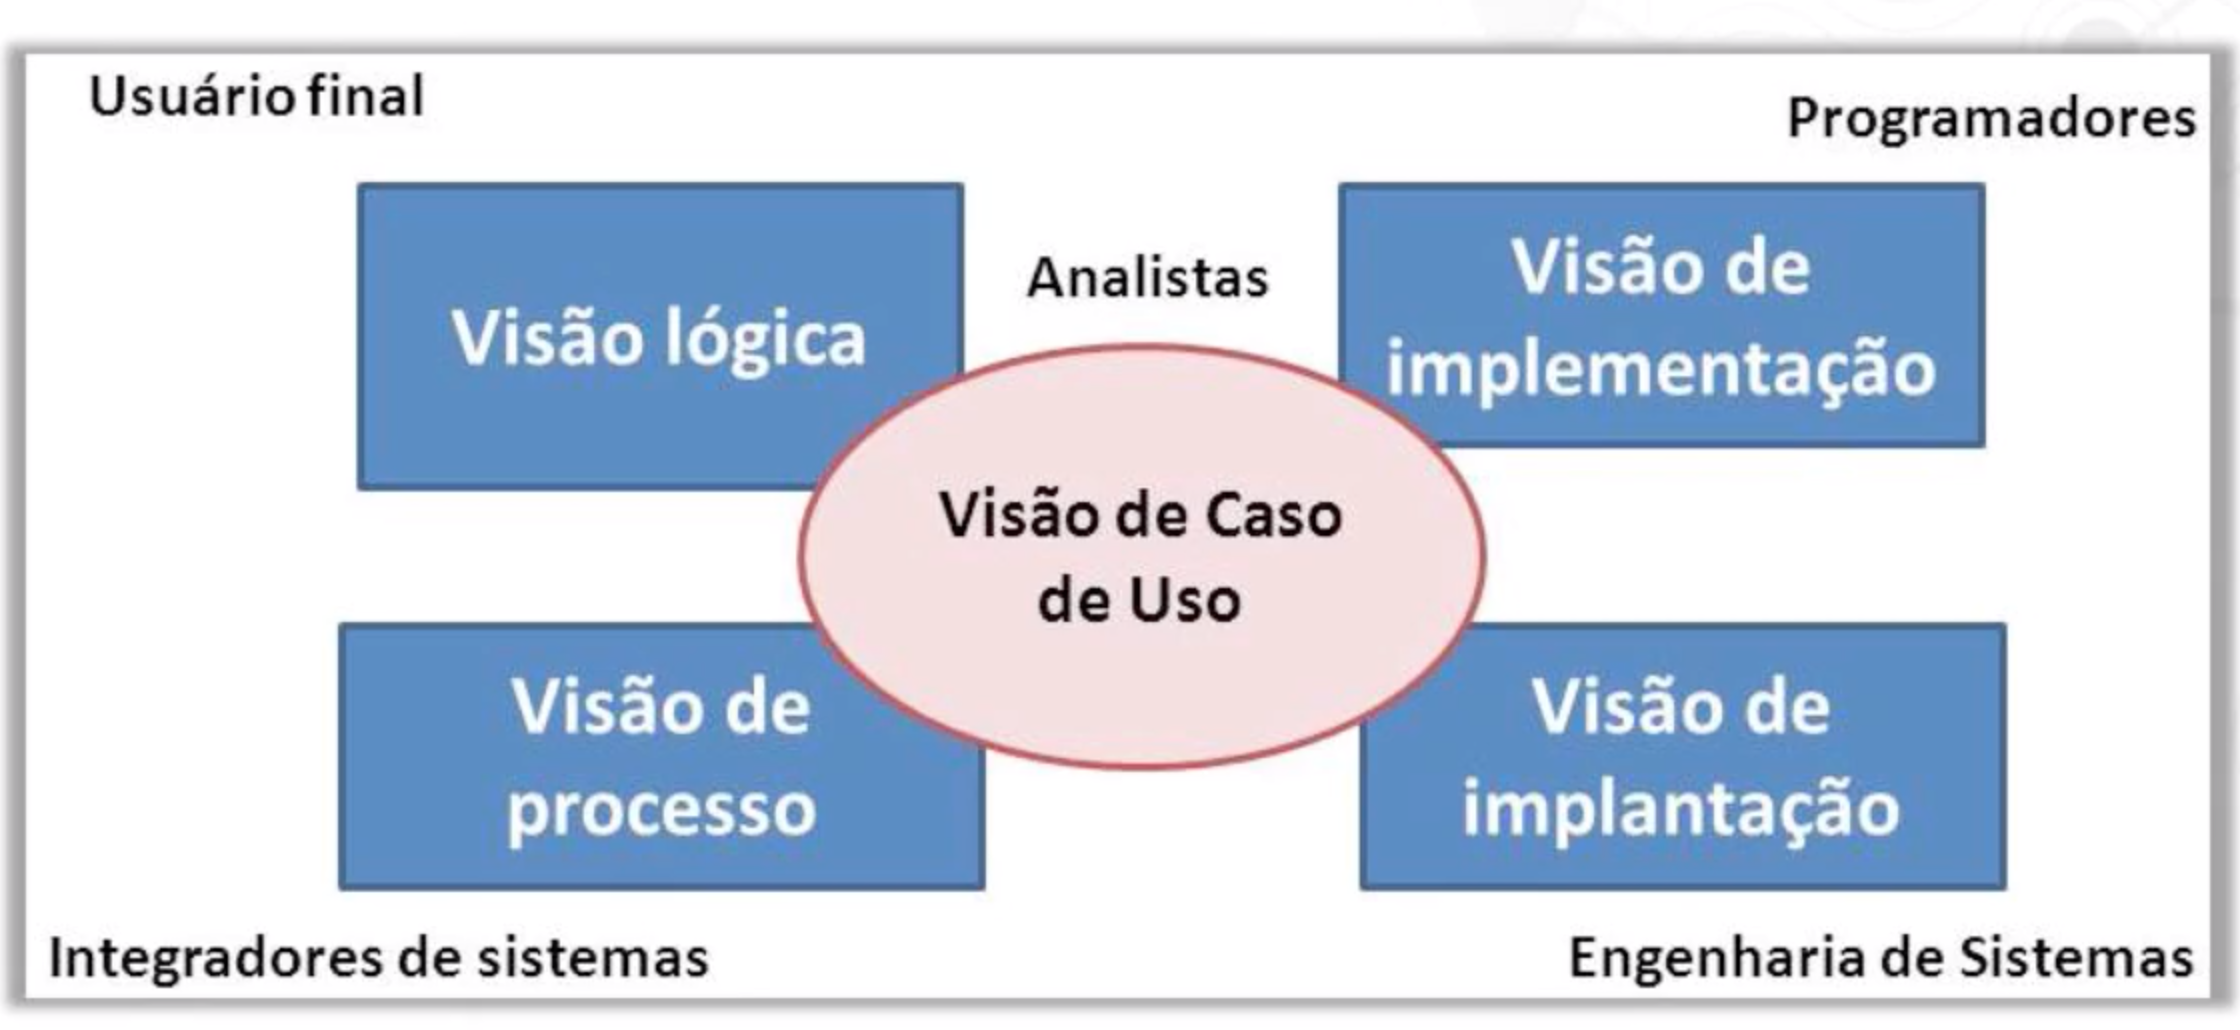 Usuário final
Programadores
Analistas
Visão lógica
Visão de
implementação
Visão de Caso
de Uso
Visão de
processo
Visão de
implantação
Integradores de sistemas
Engenharia de Sistemas